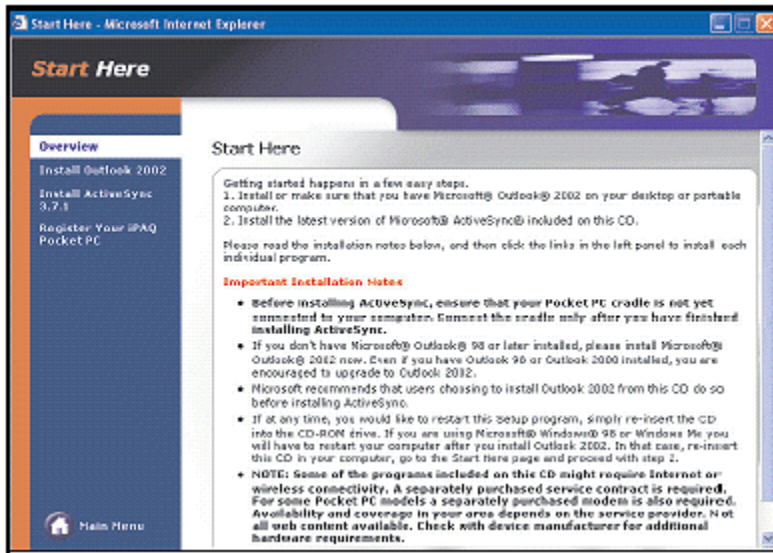 Start Here - Microsoft Internet Explorer
Start Here
Overview
Install Outlook 2002
Install ActiveSync
3.7.1
Register Your iPAQ
Pocket PC
Main Menu
Start Here
Getting started happens in a few easy steps.
1. Install or make sure that you have Microsoft® Outlook® 2002 on your desktop or portable
computer.
2. Install the latest version of Microsoft® ActiveSync® included on this CD.
Please read the installation notes below, and then click the links in the left panel to install each
individual program.
Important Installation Notes
• Before installing ActiveSync, ensure that your Pocket PC cradle is not yet
connected to your computer. Connect the cradle only after you have finished
installing ActiveSync.
• If you don't have Microsoft® Outlook® 98 or later installed, please install Microsoft®
Outlook® 2002 now. Even if you have Outlook 98 or Outlook 2000 installed, you are
encouraged to upgrade to Outlook 2002.
• Microsoft recommends that users choosing to install Outlook 2002 from this CD do so
before installing ActiveSync.
• If at any time, you would like to restart this Setup program, simply re-insert the CD
into the CD-ROM drive. If you are using Microsoft® Windows® 98 or Windows Me you
will have to restart your computer after you install Outlook 2002. In that case, re-insert
this CD in your computer, go to the Start Here page and proceed with step 2.
• NOTE: Some of the programs included on this CD might require Internet or
wireless connectivity. A separately purchased service contract is required.
For some Pocket PC models a separately purchased modem is also required.
Availability and coverage in your area depends on the service provider. Not
all web content available. Check with device manufacturer for additional
hardware requirements.